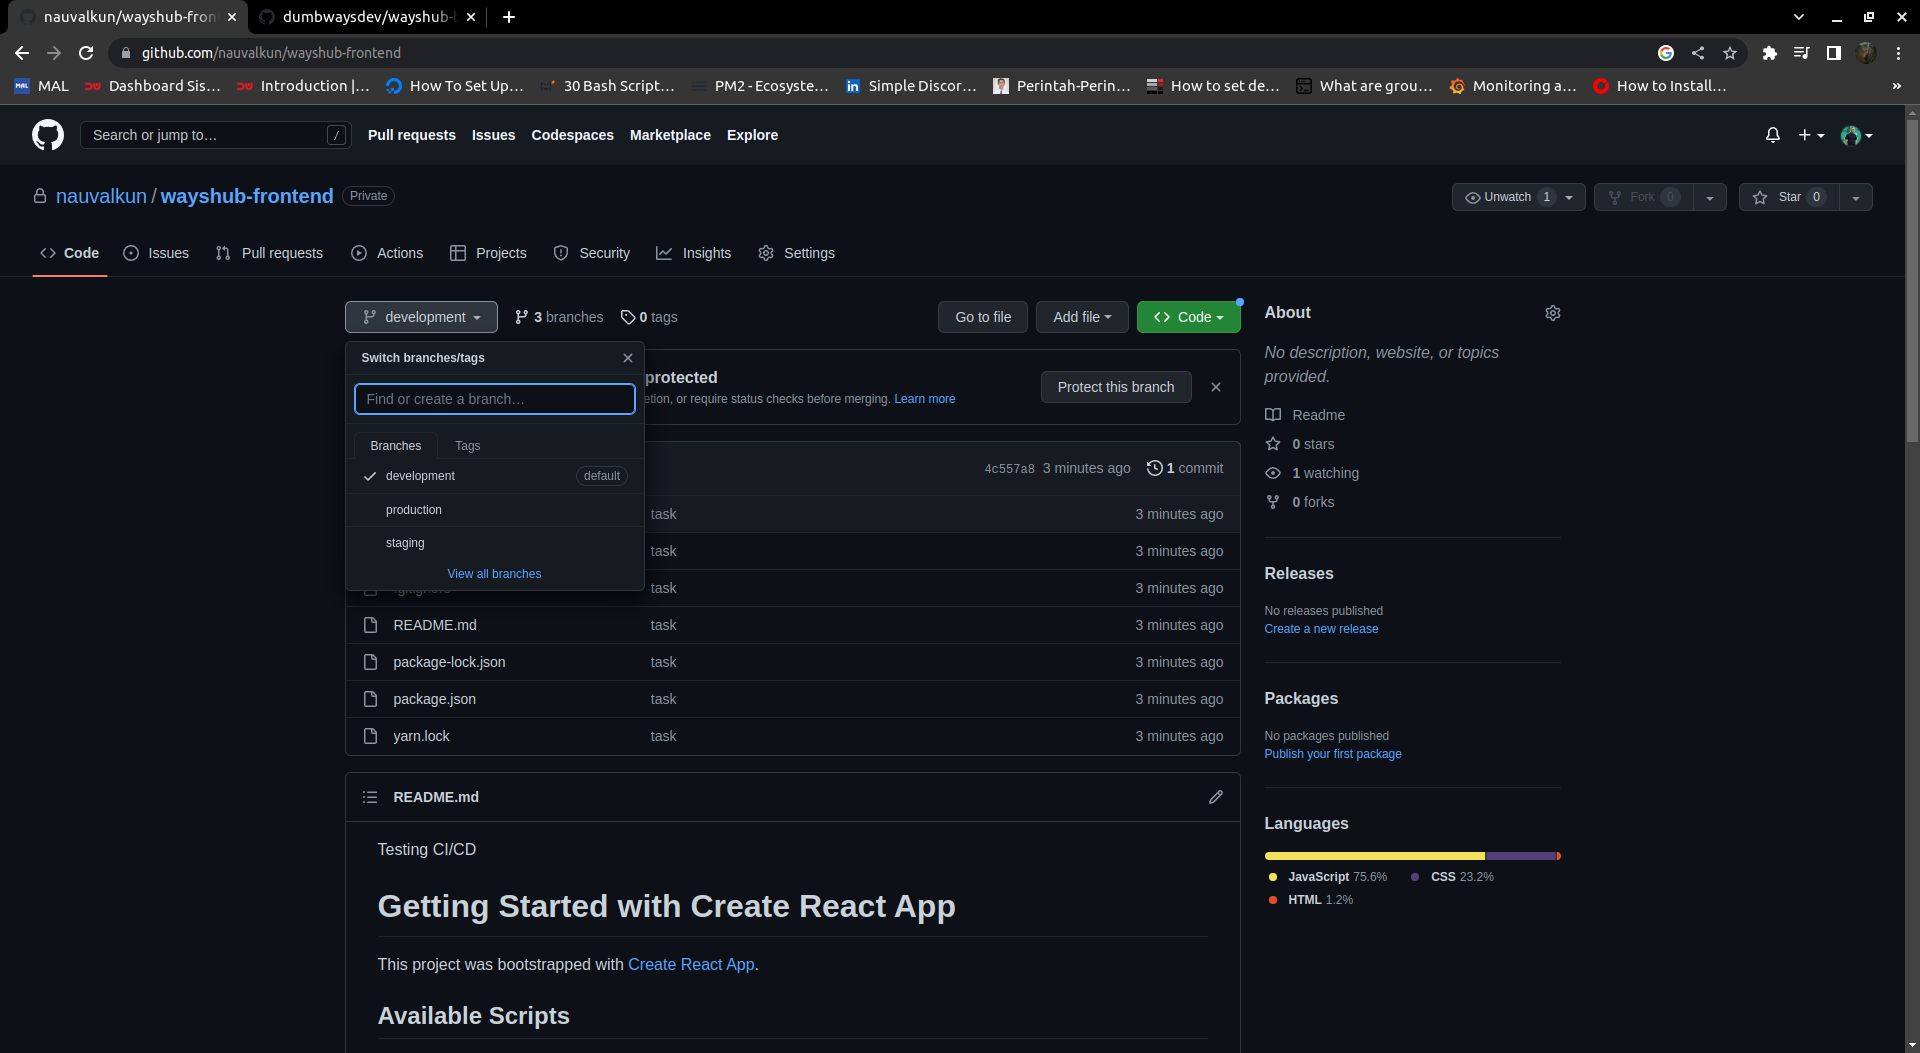 nauvalkun/wayshub-fron
dumbwaysdev/wayshub-
github.com/nauvalkun/wayshub-frontend
MAL MAL
Dashboard Sis…
Introduction |…
How To Set Up…
30 Bash Script…
PM2 - Ecosyste…
in Simple Discor…
Perintah-Perin…
How to set de…
What are grou…
Monitoring a…
How to Install…
»
Search or jump to… /
Pull requests Issues Codespaces Marketplace Explore
nauvalkun / wayshub-frontend Private
Unwatch 1 Fork 0 Star 0
Code Issues Pull requests Actions Projects Security Insights Settings
development 3 branches 0 tags
Go to file Add file Code
Switch branches/tags
Find or create a branch…
Branches Tags
development default
production
staging
View all branches
protected
etion, or require status checks before merging. Learn more
Protect this branch
4c557a8 3 minutes ago 1 commit
task 3 minutes ago
task 3 minutes ago
task 3 minutes ago
README.md task 3 minutes ago
package-lock.json task 3 minutes ago
package.json task 3 minutes ago
yarn.lock task 3 minutes ago
README.md
Testing CI/CD
Getting Started with Create React App
This project was bootstrapped with Create React App.
Available Scripts
About
No description, website, or topics
provided.
Readme
0 stars
1 watching
0 forks
Releases
No releases published
Create a new release
Packages
No packages published
Publish your first package
Languages
JavaScript 75.6% CSS 23.2%
HTML 1.2%